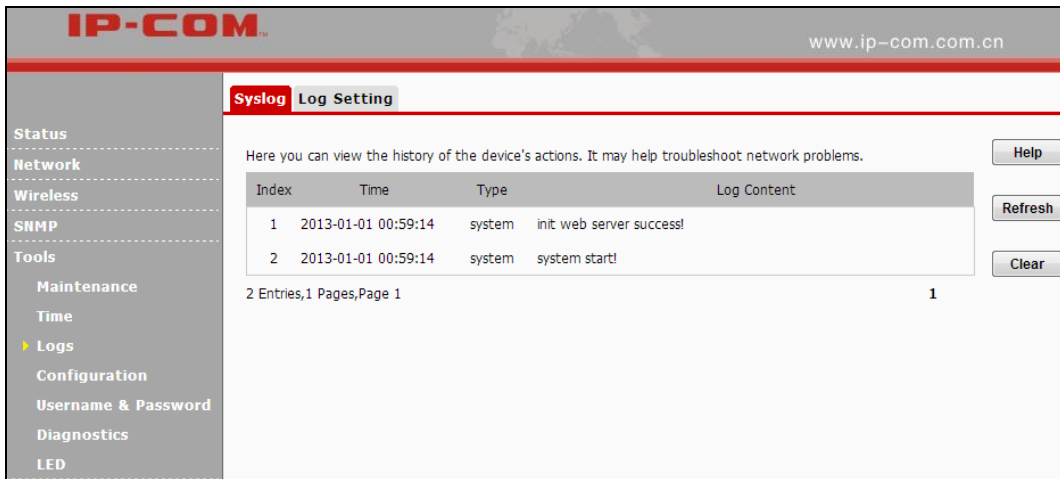 IP-COM™
www.ip-com.com.cn
Syslog Log Setting
Status
Network
Wireless
SNMP
Tools
Maintenance
Time
Logs
Configuration
Username & Password
Diagnostics
LED
Here you can view the history of the device's actions. It may help troubleshoot network problems.
Index Time Type Log Content
1 2013-01-01 00:59:14 system init web server success!
2 2013-01-01 00:59:14 system system start!
2 Entries,1 Pages,Page 1 1
Help
Refresh
Clear